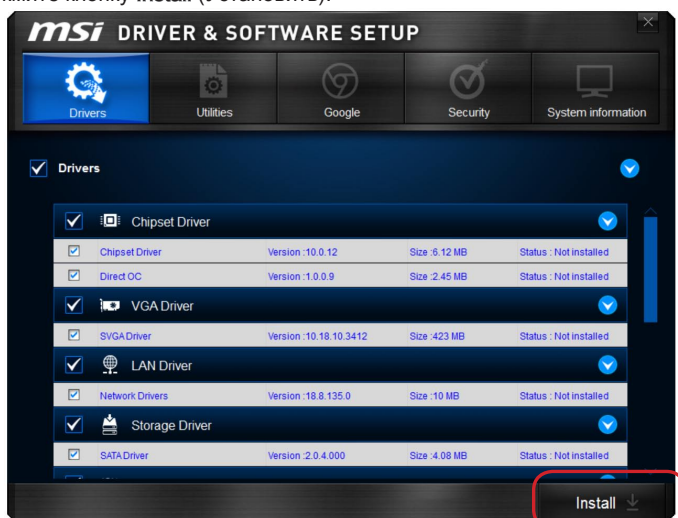 Install
msi DRIVER & SOFTWARE SETUP
Drivers Utilities Google Security System information
Drivers
Chipset Driver
Chipset Driver Version :10.0.12 Size :6.12 MB Status : Not installed
Direct OC Version :1.0.0.9 Size :2.45 MB Status : Not installed
VGA Driver
SVGADriver Version :10.18.10.3412 Size :423 MB Status : Not installed
LAN Driver
Network Drivers Version :18.8.135.0 Size :10 MB Status : Not installed
Storage Driver
SATADriver Version :2.0.4.000 Size :4.08 MB Status : Not installed
Install